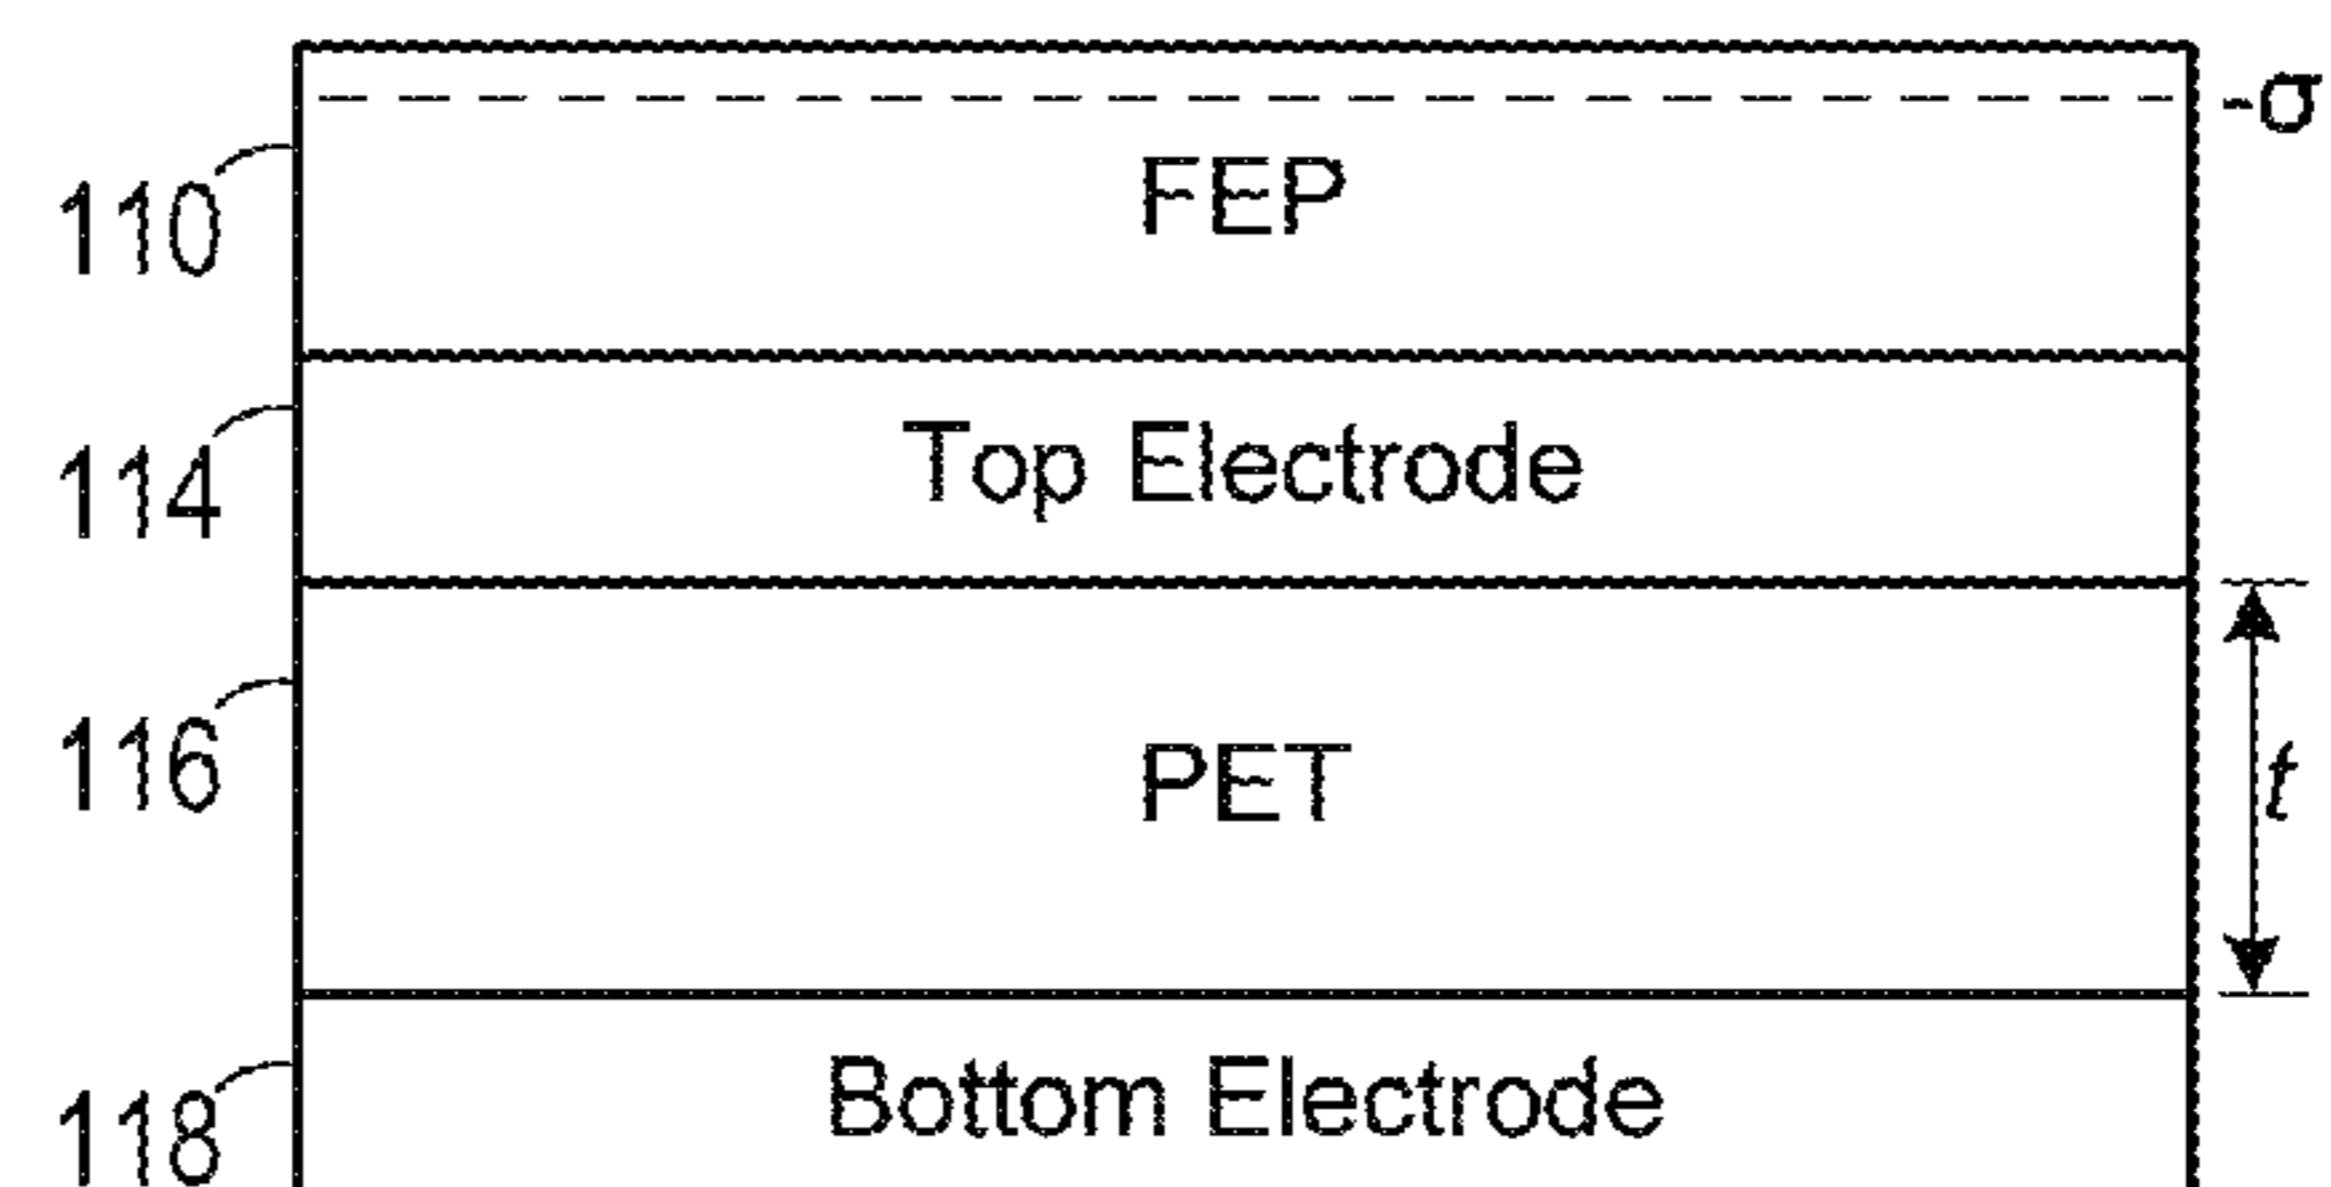 -σ
110
FEP
114
Top Electrode
116
PET
t
118
Bottom Electrode